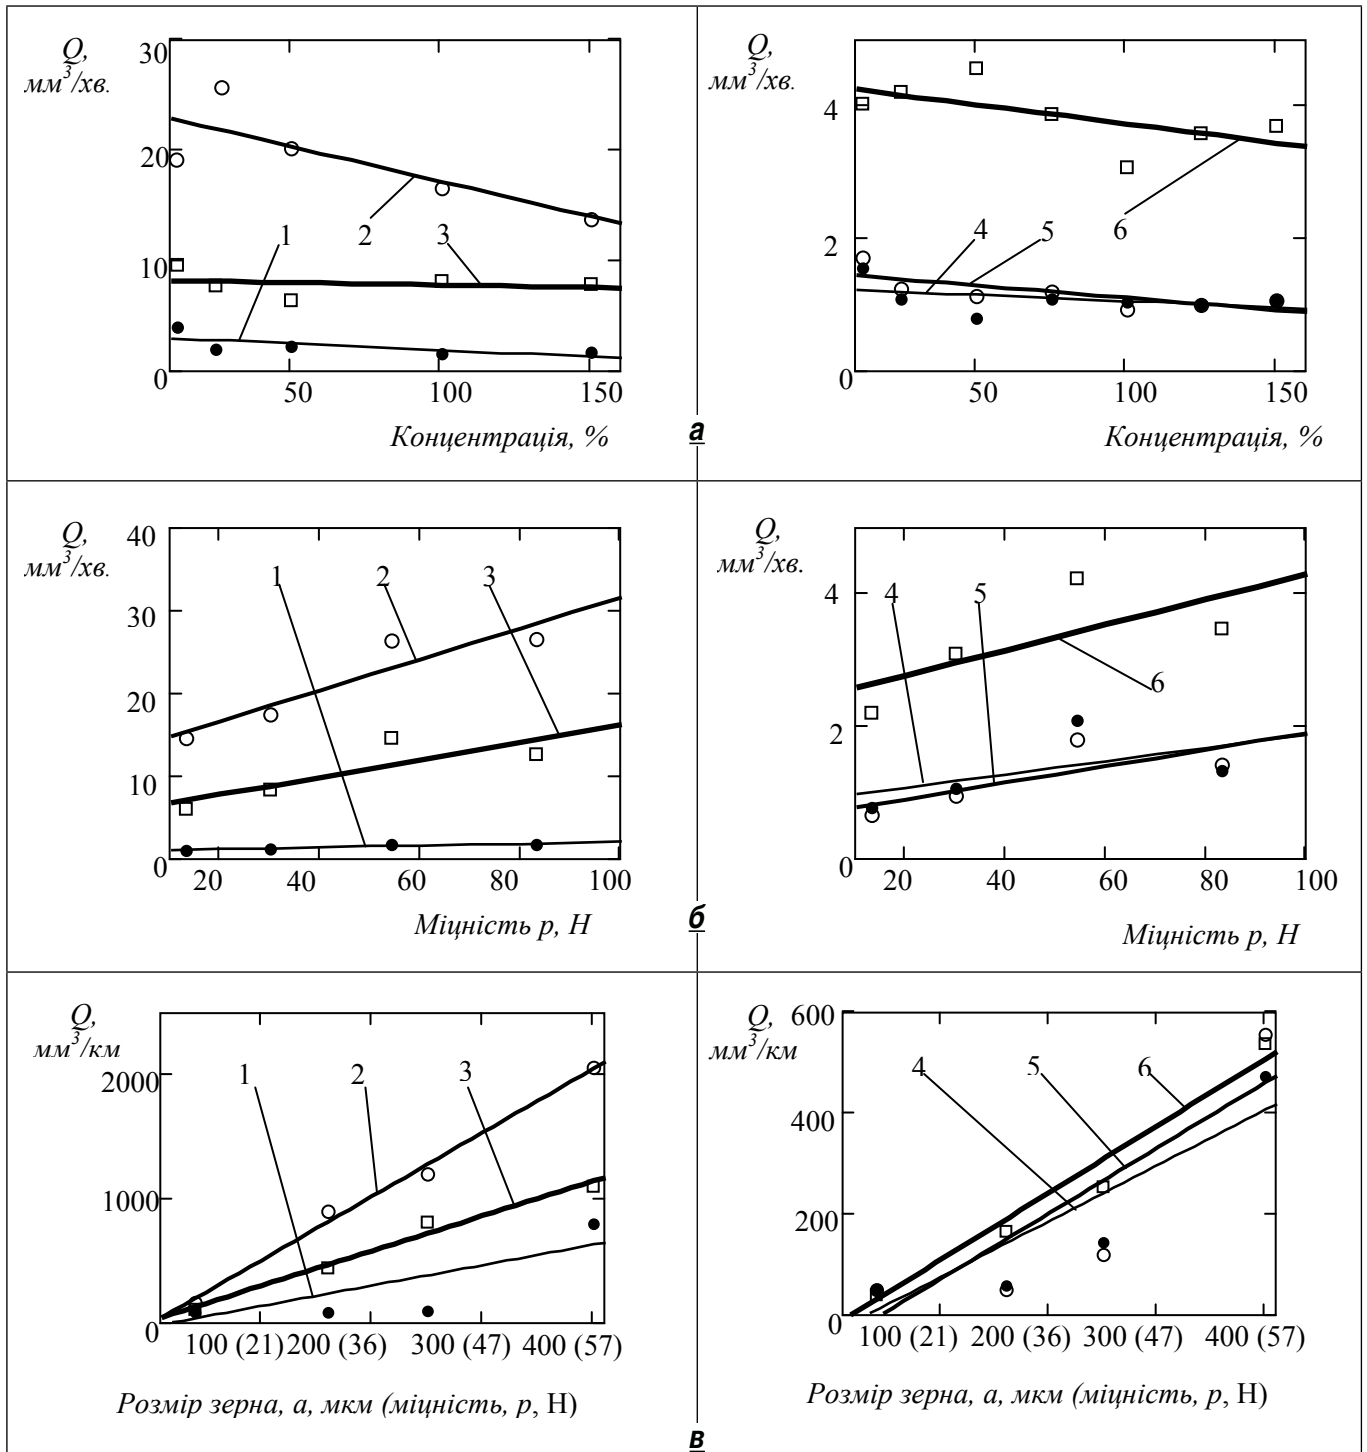 Q,
мм³/хв.
30
20
10
0
1
2
3
50
100
150
Концентрація, %
Q,
мм³/хв.
4
2
0
4
5
6
50
100
150
Концентрація, %
а
Q,
мм³/хв.
40
30
20
10
0
1
2
3
20
40
60
80
100
Міцність р, Н
Q,
мм³/хв.
4
2
0
4
5
6
20
40
60
80
100
Міцність р, Н
б
Q,
мм³/км
2000
1000
0
1
2
3
100 (21) 200 (36) 300 (47) 400 (57)
Розмір зерна, а, мкм (міцність, р, Н)
Q,
мм³/км
600
400
200
0
4
5
6
100 (21) 200 (36) 300 (47) 400 (57)
Розмір зерна, а, мкм (міцність, р, Н)
в